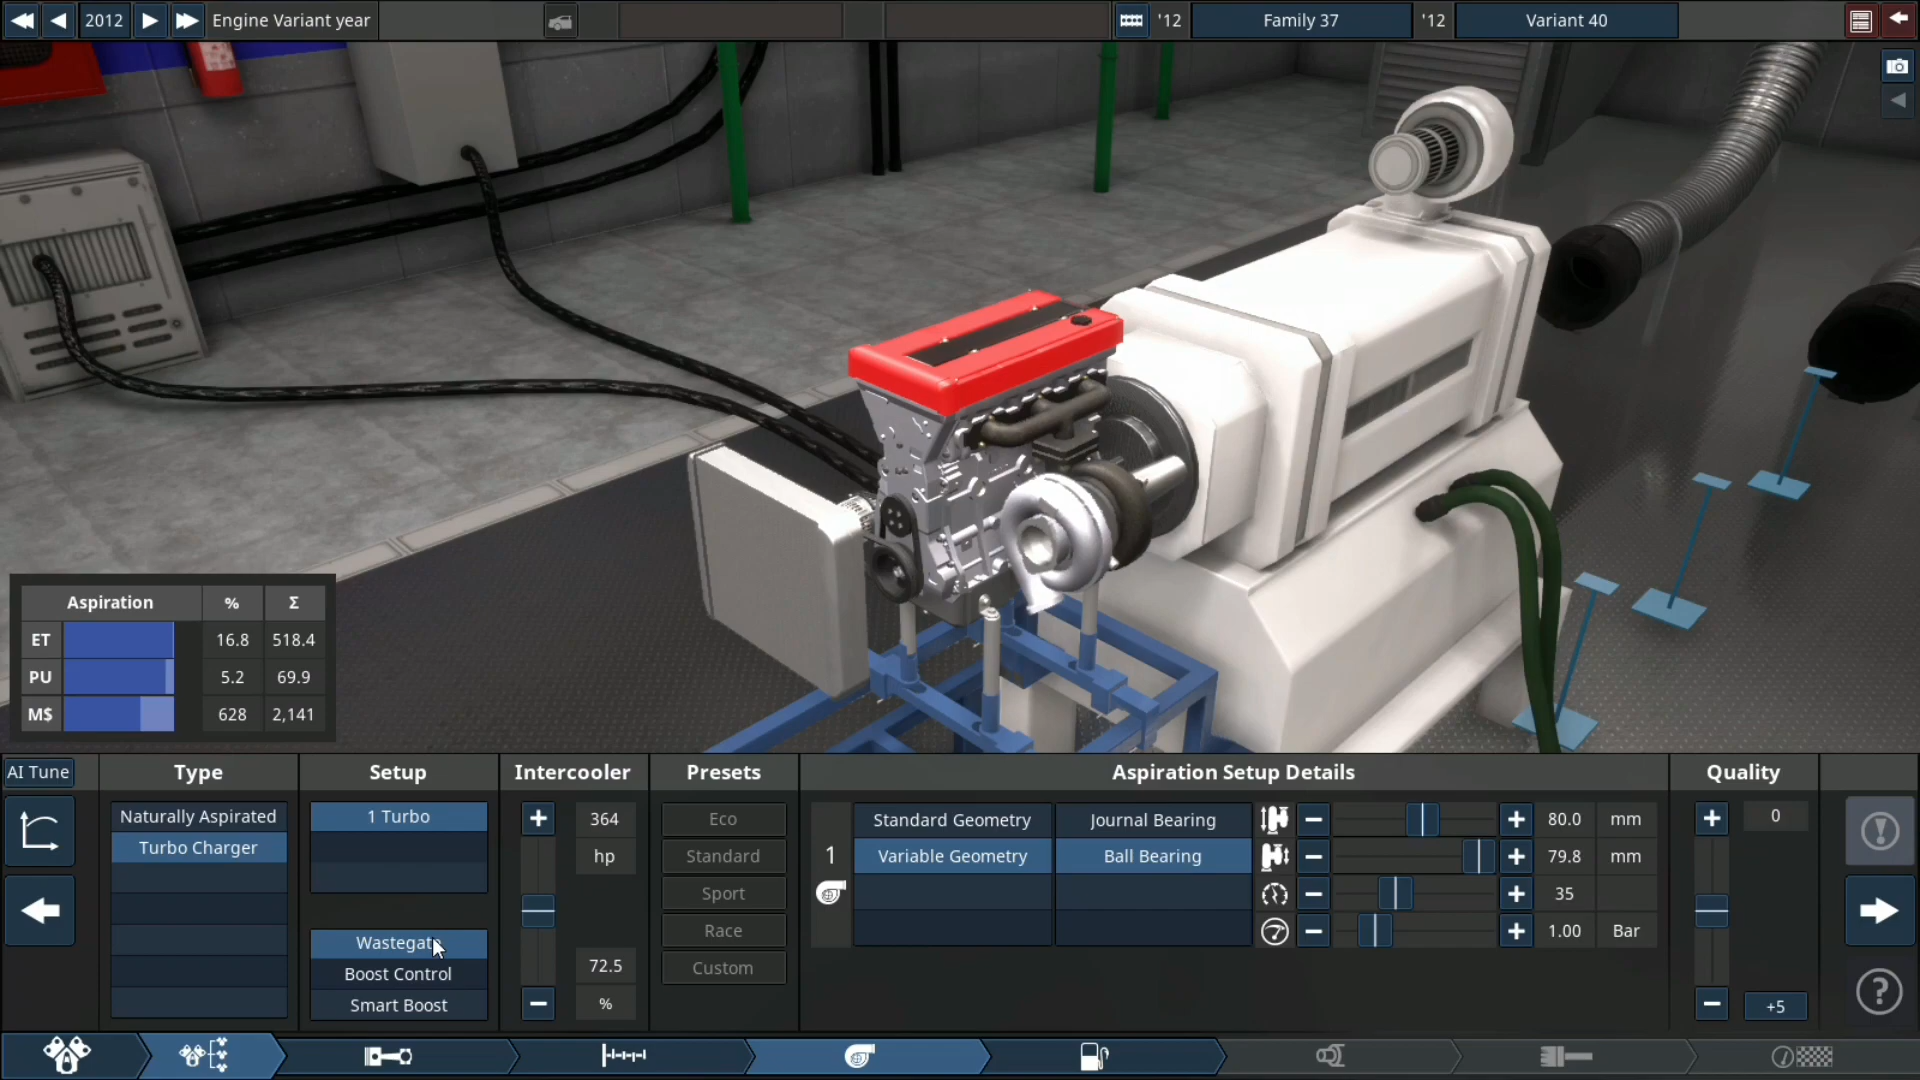 2012 Engine Variant year '12 Family 37 '12 Variant 40
Aspiration % Σ
ET 16.8 518.4
PU 5.2 69.9
M$ 628 2,141
AI Tune
Type
Naturally Aspirated
Turbo Charger
Setup
1 Turbo
Wastegate
Boost Control
Smart Boost
Intercooler
364
hp
72.5
%
Presets
Eco
Standard
Sport
Race
Custom
Aspiration Setup Details
1
Standard Geometry
Variable Geometry
Journal Bearing
Ball Bearing
80.0 mm
79.8 mm
35
1.00 Bar
Quality
0
+5